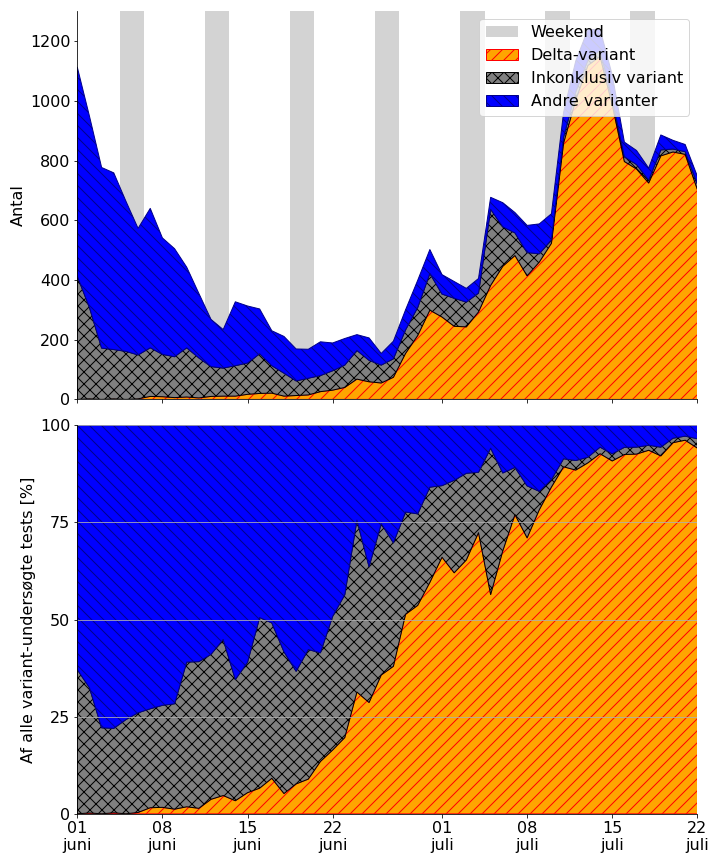 1200
1000
800
600
400
200
0
Antal
Weekend
Delta-variant
Inkonklusiv variant
Andre varianter
100
75
50
25
0
Af alle variant-undersøgte tests [%]
01 08 15 22 01 08 15 22
juni juni juni juni juli juli juli juli